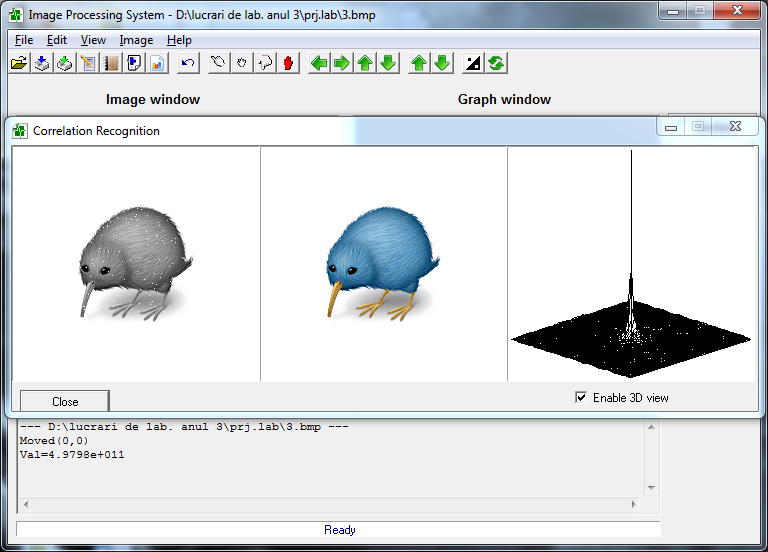 Image Processing System - D:\lucrari de lab. anul 3\prj.lab\3.bmp
File Edit View Image Help
Image window Graph window
Correlation Recognition
Close Enable 3D view
--- D:\lucrari de lab. anul 3\prj.lab\3.bmp ---
Moved(0,0)
Val=4.9798e+011
Ready